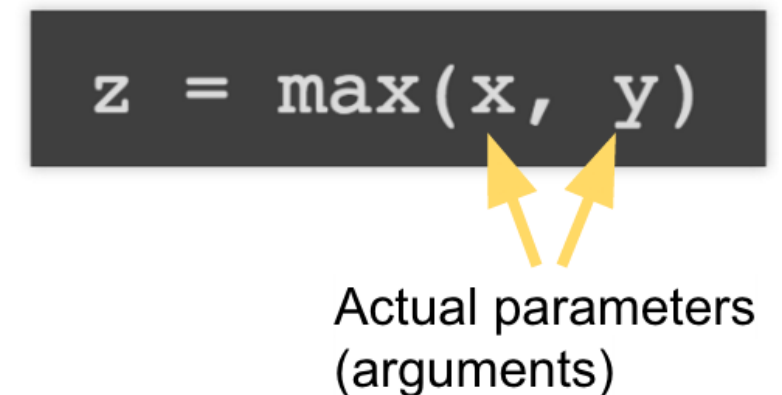 z = max(x, y)
Actual parameters
(arguments)